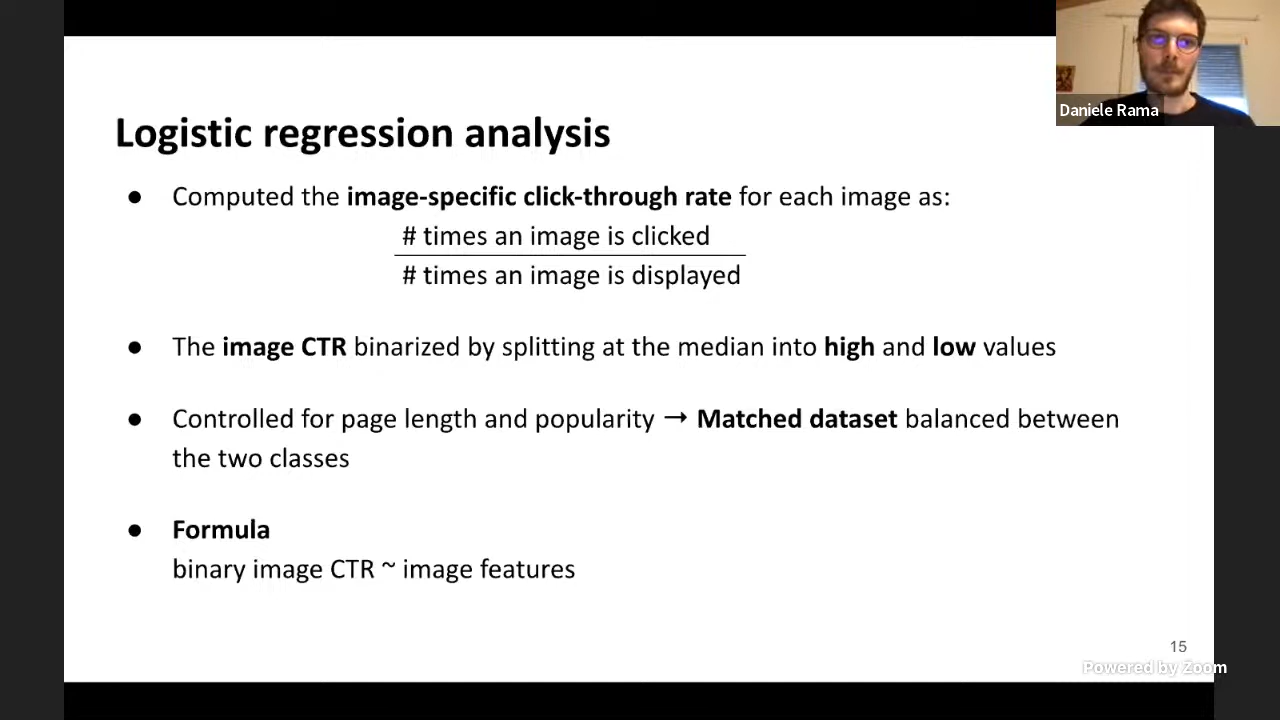 Daniele Rama
Logistic regression analysis
● Computed the image-specific click-through rate for each image as:
# times an image is clicked
# times an image is displayed
● The image CTR binarized by splitting at the median into high and low values
● Controlled for page length and popularity → Matched dataset balanced between
the two classes
● Formula
binary image CTR ~ image features
15
Powered by Zoom